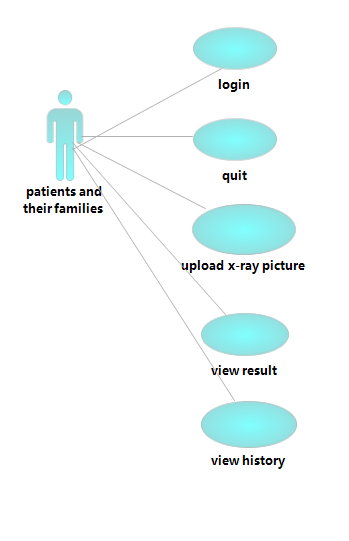 login
quit
patients and
their families
upload x-ray picture
view result
view history